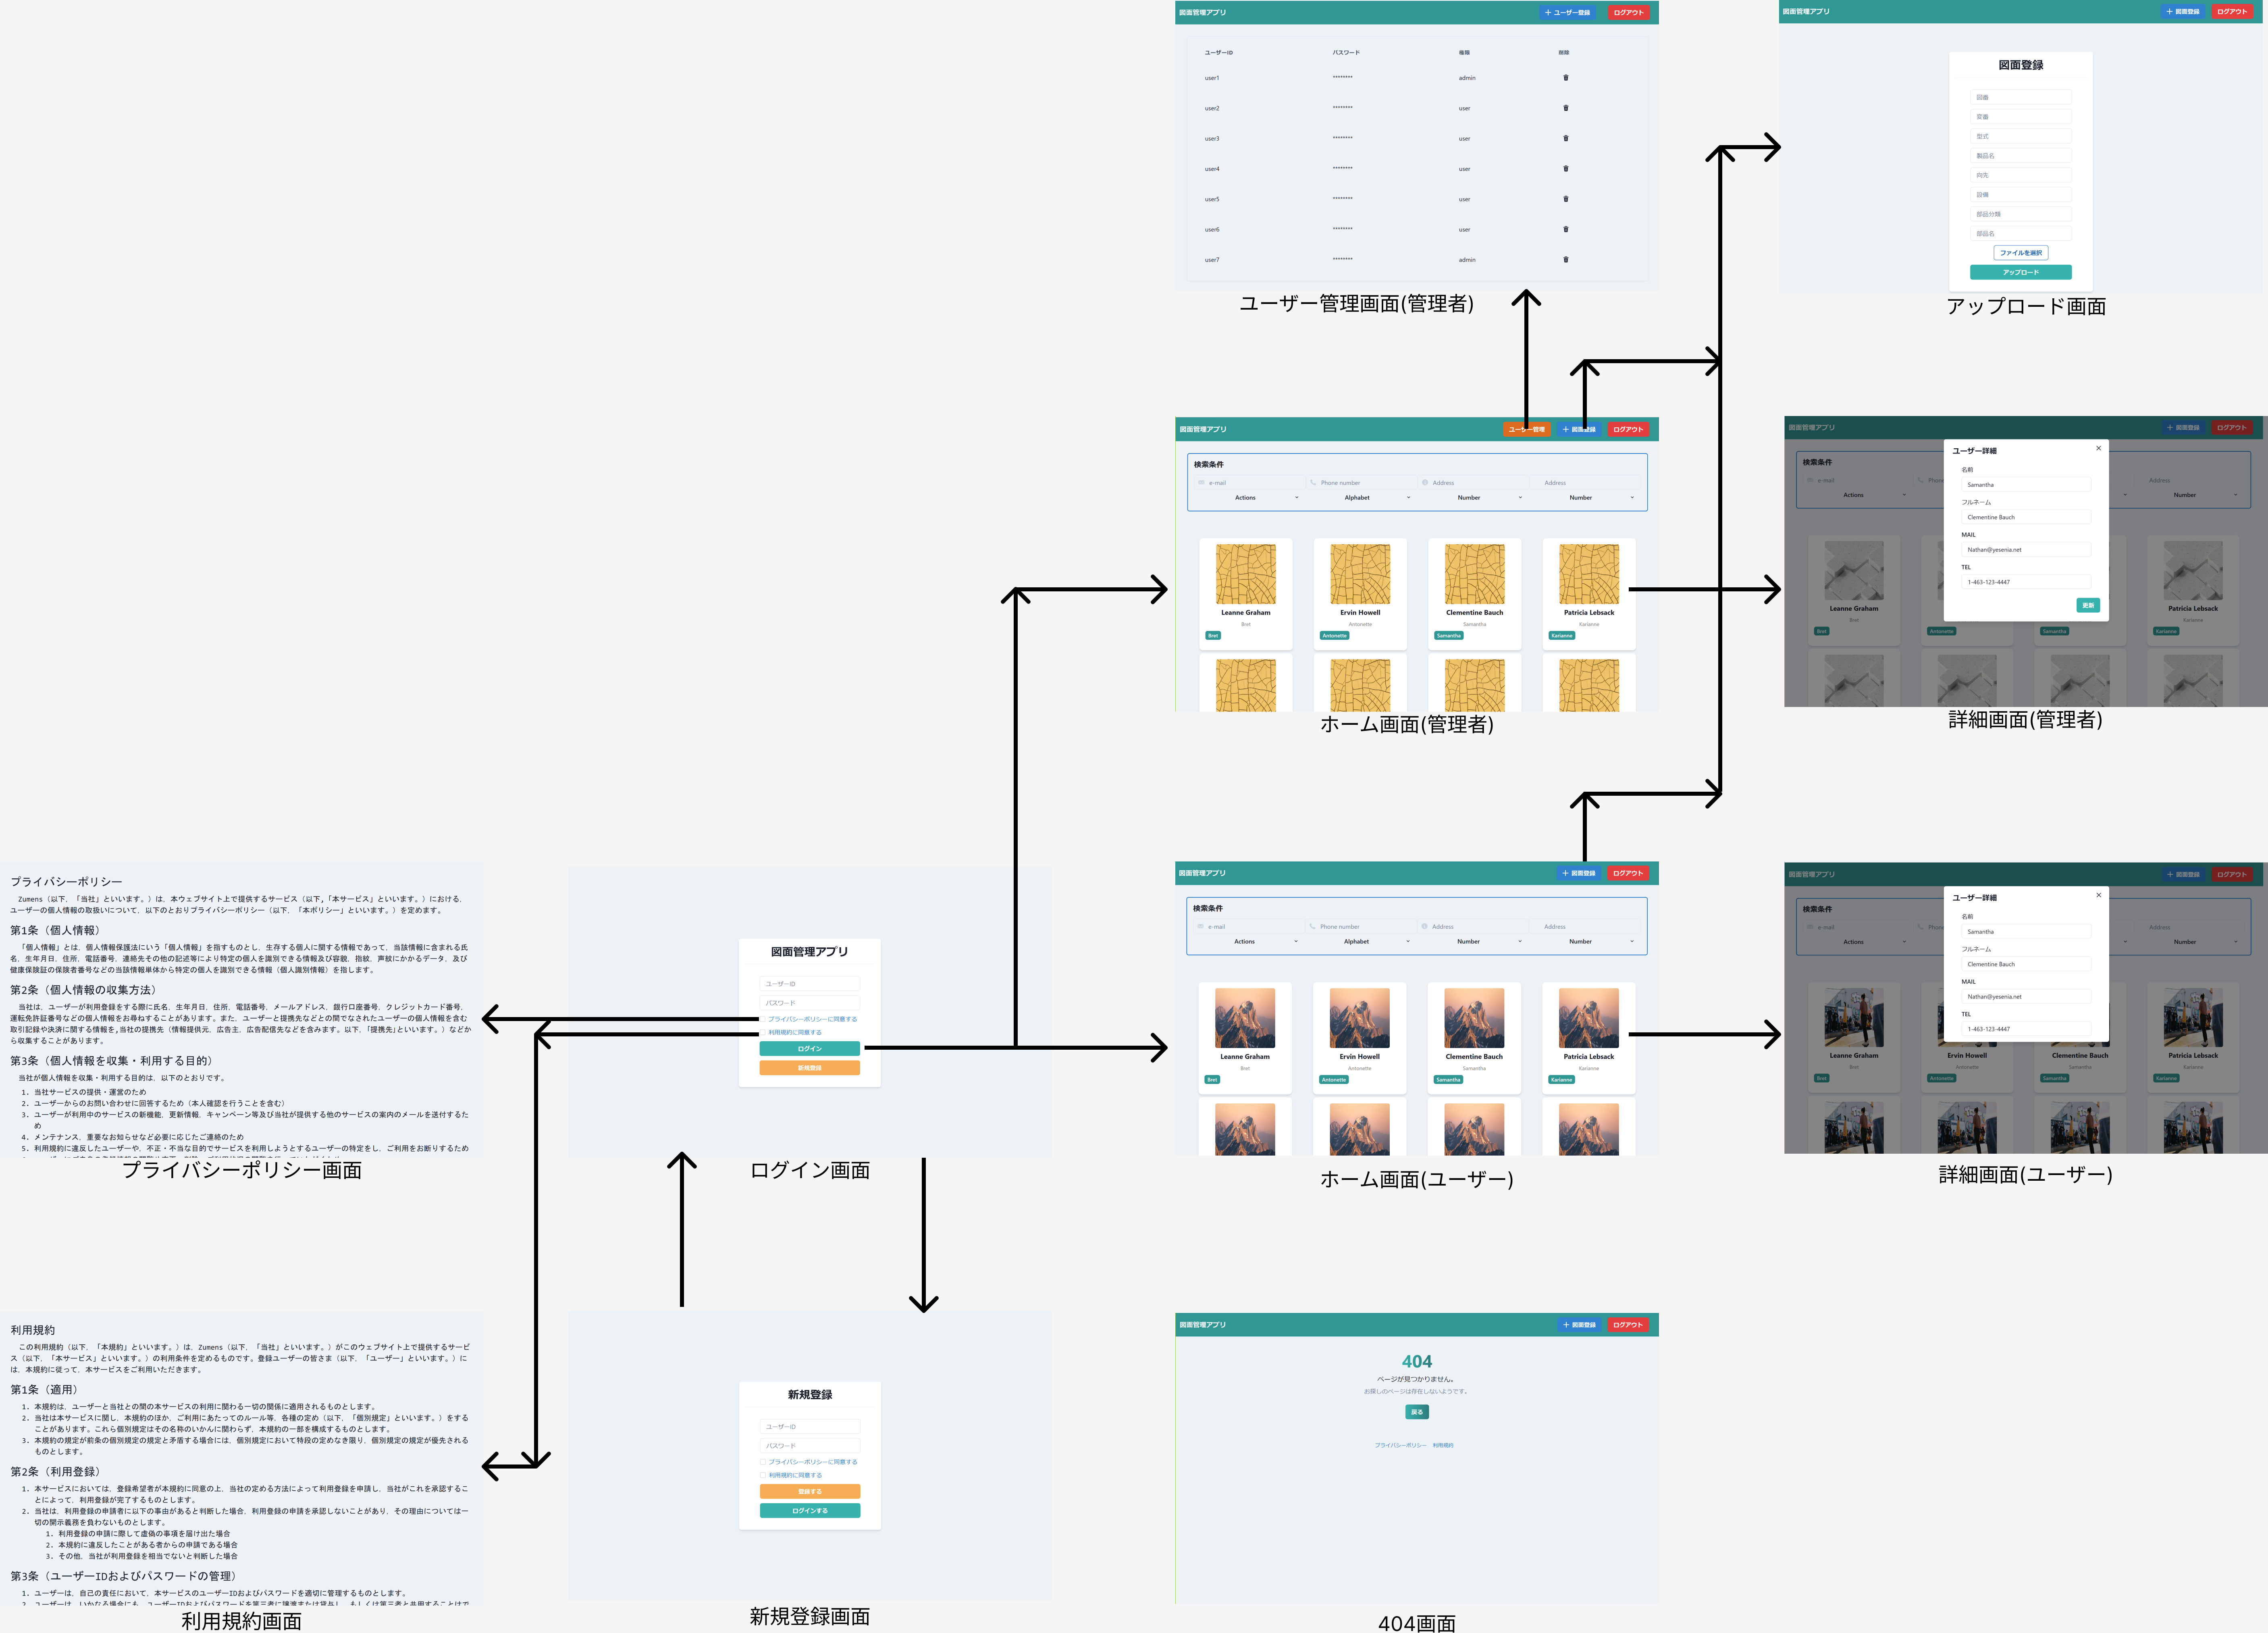 図面管理アプリ
＋ ユーザー登録
ログアウト
ユーザーID パスワード 権限 削除
user1 ******** admin
user2 ******** user
user3 ******** user
user4 ******** user
user5 ******** user
user6 ******** user
user7 ******** admin
ユーザー管理画面(管理者)
図面管理アプリ
＋ 図面登録
ログアウト
図面登録
図番
変番
型式
製品名
向先
設備
部品分類
部品名
ファイルを選択
アップロード
アップロード画面
図面管理アプリ
ユーザー管理
＋ 図面登録
ログアウト
検索条件
e-mail Phone number Address Address
Actions Alphabet Number Number
Leanne Graham Ervin Howell Clementine Bauch Patricia Lebsack
Bret Antonette Samantha Karianne
Bret Antonette Samantha Karianne
ホーム画面(管理者)
図面管理アプリ
＋ 図面登録
ログアウト
検索条件
e-mail Phone Address
Actions Number
ユーザー詳細
名前
Samantha
フルネーム
Clementine Bauch
MAIL
Nathan@yesenia.net
TEL
1-463-123-4447
更新
Leanne Graham Patricia Lebsack
Bret Karianne
Bret Antonette Samantha Karianne
詳細画面(管理者)
プライバシーポリシー
Zumens（以下，「当社」といいます。）は，本ウェブサイト上で提供するサービス（以下,「本サービス」といいます。）における，
ユーザーの個人情報の取扱いについて，以下のとおりプライバシーポリシー（以下，「本ポリシー」といいます。）を定めます。
第1条（個人情報）
「個人情報」とは，個人情報保護法にいう「個人情報」を指すものとし，生存する個人に関する情報であって，当該情報に含まれる氏
名，生年月日，住所，電話番号，連絡先その他の記述等により特定の個人を識別できる情報及び容貌，指紋，声紋にかかるデータ，及び
健康保険証の保険者番号などの当該情報単体から特定の個人を識別できる情報（個人識別情報）を指します。
第2条（個人情報の収集方法）
当社は，ユーザーが利用登録をする際に氏名，生年月日，住所，電話番号，メールアドレス，銀行口座番号，クレジットカード番号，
運転免許証番号などの個人情報をお尋ねすることがあります。また，ユーザーと提携先などとの間でなされたユーザーの個人情報を含む
取引記録や決済に関する情報を,当社の提携先（情報提供元，広告主，広告配信先などを含みます。以下，｢提携先｣といいます。）などか
ら収集することがあります。
第3条（個人情報を収集・利用する目的）
当社が個人情報を収集・利用する目的は，以下のとおりです。
1. 当社サービスの提供・運営のため
2. ユーザーからのお問い合わせに回答するため（本人確認を行うことを含む）
3. ユーザーが利用中のサービスの新機能，更新情報，キャンペーン等及び当社が提供する他のサービスの案内のメールを送付するた
め
4. メンテナンス，重要なお知らせなど必要に応じたご連絡のため
5. 利用規約に違反したユーザーや，不正・不当な目的でサービスを利用しようとするユーザーの特定をし，ご利用をお断りするため
プライバシーポリシー画面
図面管理アプリ
ユーザーID
パスワード
プライバシーポリシーに同意する
利用規約に同意する
ログイン
新規登録
ログイン画面
図面管理アプリ
＋ 図面登録
ログアウト
検索条件
e-mail Phone number Address Address
Actions Alphabet Number Number
Leanne Graham Ervin Howell Clementine Bauch Patricia Lebsack
Bret Antonette Samantha Karianne
Bret Antonette Samantha Karianne
ホーム画面(ユーザー)
図面管理アプリ
＋ 図面登録
ログアウト
検索条件
e-mail Phon Address
Actions Number
ユーザー詳細
名前
Samantha
フルネーム
Clementine Bauch
MAIL
Nathan@yesenia.net
TEL
1-463-123-4447
Leanne Graham Ervin Howell Clementine Bauch Patricia Lebsack
Bret Antonette Samantha Karianne
Bret Antonette Samantha Karianne
詳細画面(ユーザー)
利用規約
この利用規約（以下，「本規約」といいます。）は，Zumens（以下，「当社」といいます。）がこのウェブサイト上で提供するサービ
ス（以下，「本サービス」といいます。）の利用条件を定めるものです。登録ユーザーの皆さま（以下，「ユーザー」といいます。）に
は，本規約に従って，本サービスをご利用いただきます。
第1条（適用）
1. 本規約は，ユーザーと当社との間の本サービスの利用に関わる一切の関係に適用されるものとします。
2. 当社は本サービスに関し，本規約のほか，ご利用にあたってのルール等，各種の定め（以下，「個別規定」といいます。）をする
ことがあります。これら個別規定はその名称のいかんに関わらず，本規約の一部を構成するものとします。
3. 本規約の規定が前条の個別規定の規定と矛盾する場合には，個別規定において特段の定めなき限り，個別規定の規定が優先される
ものとします。
第2条（利用登録）
1. 本サービスにおいては，登録希望者が本規約に同意の上，当社の定める方法によって利用登録を申請し，当社がこれを承認するこ
とによって，利用登録が完了するものとします。
2. 当社は，利用登録の申請者に以下の事由があると判断した場合，利用登録の申請を承認しないことがあり，その理由については一
切の開示義務を負わないものとします。
1. 利用登録の申請に際して虚偽の事項を届け出た場合
2. 本規約に違反したことがある者からの申請である場合
3. その他，当社が利用登録を相当でないと判断した場合
第3条（ユーザーIDおよびパスワードの管理）
1. ユーザーは，自己の責任において，本サービスのユーザーIDおよびパスワードを適切に管理するものとします。
2. ユーザーは，いかなる場合にも，ユーザーIDおよびパスワードを第三者に譲渡または貸与し，もしくは第三者と共用することはで
利用規約画面
新規登録
ユーザーID
パスワード
プライバシーポリシーに同意する
利用規約に同意する
登録する
ログインする
新規登録画面
図面管理アプリ
＋ 図面登録
ログアウト
404
ページが見つかりません。
お探しのページは存在しないようです。
戻る
プライバシーポリシー 利用規約
404画面